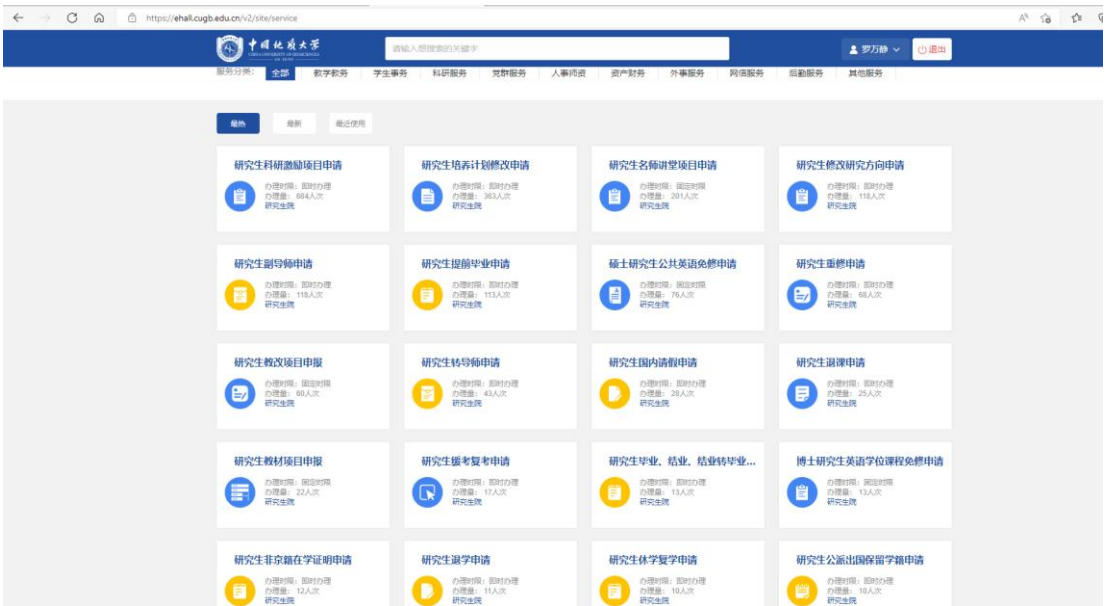 https://ehall.cugb.edu.cn/v2/site/service
中国地质大学
请输入想搜索的关键字
罗万静
退出
服务分类: 全部 教学教务 学生事务 科研服务 党群服务 人事师资 资产财务 外事服务 网信服务 后勤服务 其他服务
最热 最新 最近使用
研究生科研激励项目申请
办理时限: 即时办理
办理量: 684人次
研究生院
研究生培养计划修改申请
办理时限: 即时办理
办理量: 363人次
研究生院
研究生名师讲堂项目申请
办理时限: 固定时限
办理量: 201人次
研究生院
研究生修改研究方向申请
办理时限: 即时办理
办理量: 118人次
研究生院
研究生副导师申请
办理时限: 即时办理
办理量: 118人次
研究生院
研究生提前毕业申请
办理时限: 即时办理
办理量: 113人次
研究生院
硕士研究生公共英语免修申请
办理时限: 固定时限
办理量: 76人次
研究生院
研究生重修申请
办理时限: 即时办理
办理量: 68人次
研究生院
研究生教改项目申报
办理时限: 固定时限
办理量: 60人次
研究生院
研究生转导师申请
办理时限: 即时办理
办理量: 43人次
研究生院
研究生国内请假申请
办理时限: 即时办理
办理量: 28人次
研究生院
研究生退课申请
办理时限: 即时办理
办理量: 25人次
研究生院
研究生教材项目申报
办理时限: 固定时限
办理量: 22人次
研究生院
研究生缓考复考申请
办理时限: 即时办理
办理量: 17人次
研究生院
研究生毕业、结业、结业转毕业...
办理时限: 即时办理
办理量: 13人次
研究生院
博士研究生英语学位课程免修申请
办理时限: 固定时限
办理量: 13人次
研究生院
研究生非京籍在学证明申请
办理时限: 即时办理
办理量: 12人次
研究生院
研究生退学申请
办理时限: 即时办理
办理量: 11人次
研究生院
研究生休学复学申请
办理时限: 即时办理
办理量: 10人次
研究生院
研究生公派出国保留学籍申请
办理时限: 即时办理
办理量: 10人次
研究生院